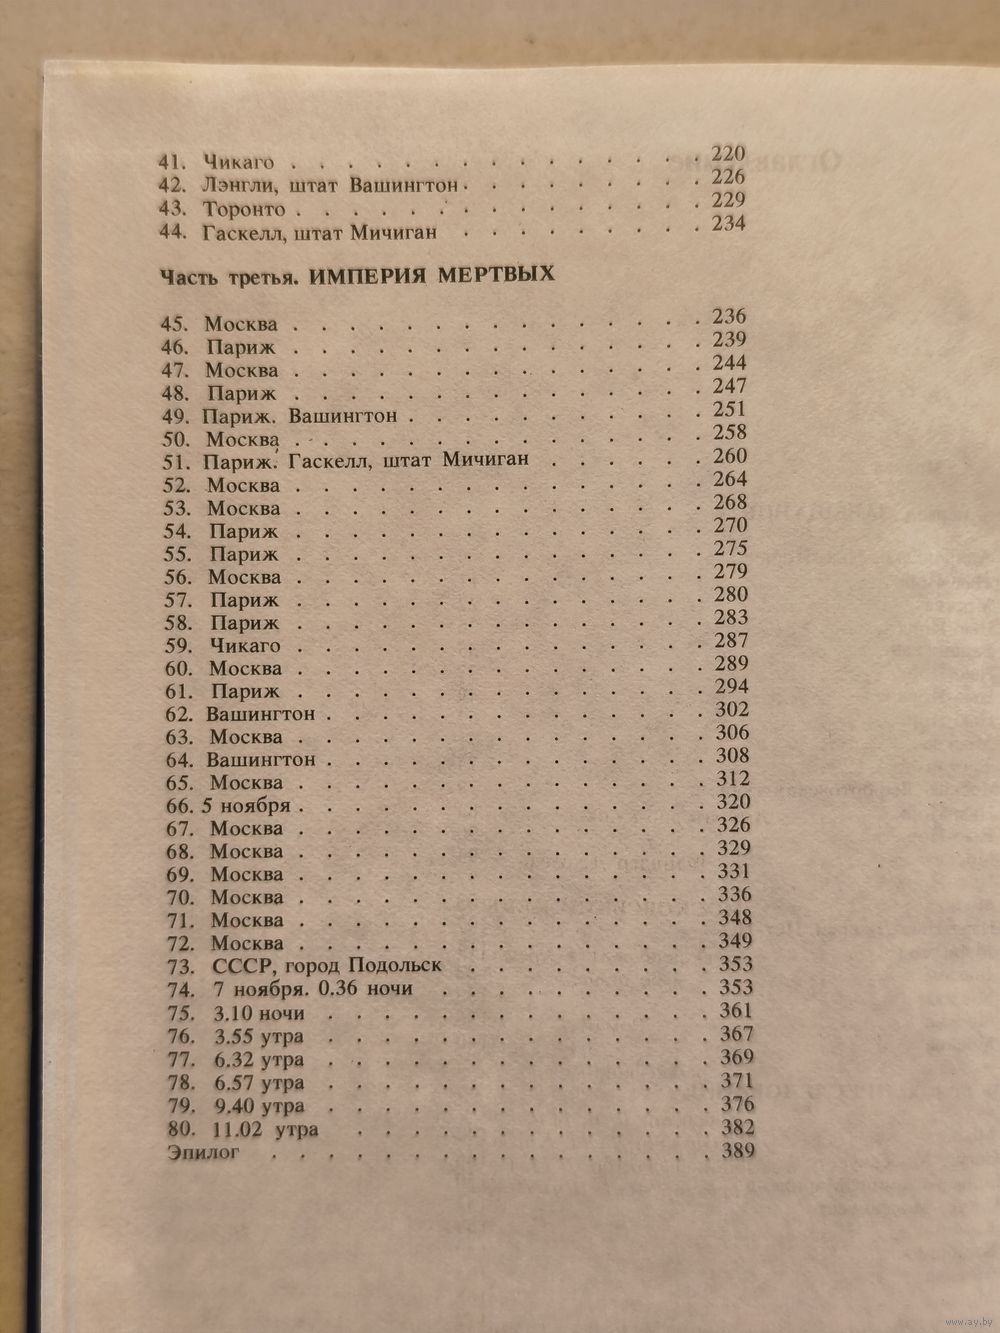 41. Чикаго . . . . . . . . . . . . . . . 220
42. Лэнгли, штат Вашингтон . . . . . . . . . 226
43. Торонто . . . . . . . . . . . . . . . 229
44. Гаскелл, штат Мичиган . . . . . . . . . 234
Часть третья. ИМПЕРИЯ МЕРТВЫХ
45. Москва . . . . . . . . . . . . . . . 236
46. Париж . . . . . . . . . . . . . . . 239
47. Москва . . . . . . . . . . . . . . . 244
48. Париж . . . . . . . . . . . . . . . 247
49. Париж. Вашингтон . . . . . . . . . . . 251
50. Москва . . . . . . . . . . . . . . . 258
51. Париж. Гаскелл, штат Мичиган . . . . . . 260
52. Москва . . . . . . . . . . . . . . . 264
53. Москва . . . . . . . . . . . . . . . 268
54. Париж . . . . . . . . . . . . . . . 270
55. Париж . . . . . . . . . . . . . . . 275
56. Москва . . . . . . . . . . . . . . . 279
57. Париж . . . . . . . . . . . . . . . 280
58. Париж . . . . . . . . . . . . . . . 283
59. Чикаго . . . . . . . . . . . . . . . 287
60. Москва . . . . . . . . . . . . . . . 289
61. Париж . . . . . . . . . . . . . . . 294
62. Вашингтон . . . . . . . . . . . . . . 302
63. Москва . . . . . . . . . . . . . . . 306
64. Вашингтон . . . . . . . . . . . . . . 308
65. Москва . . . . . . . . . . . . . . . 312
66. 5 ноября . . . . . . . . . . . . . . . 320
67. Москва . . . . . . . . . . . . . . . 326
68. Москва . . . . . . . . . . . . . . . 329
69. Москва . . . . . . . . . . . . . . . 331
70. Москва . . . . . . . . . . . . . . . 336
71. Москва . . . . . . . . . . . . . . . 348
72. Москва . . . . . . . . . . . . . . . 349
73. СССР, город Подольск . . . . . . . . . 353
74. 7 ноября. 0.36 ночи . . . . . . . . . . 353
75. 3.10 ночи . . . . . . . . . . . . . . 361
76. 3.55 утра . . . . . . . . . . . . . . 367
77. 6.32 утра . . . . . . . . . . . . . . 369
78. 6.57 утра . . . . . . . . . . . . . . 371
79. 9.40 утра . . . . . . . . . . . . . . 376
80. 11.02 утра . . . . . . . . . . . . . 382
Эпилог . . . . . . . . . . . . . . . . 389
www.ay.by